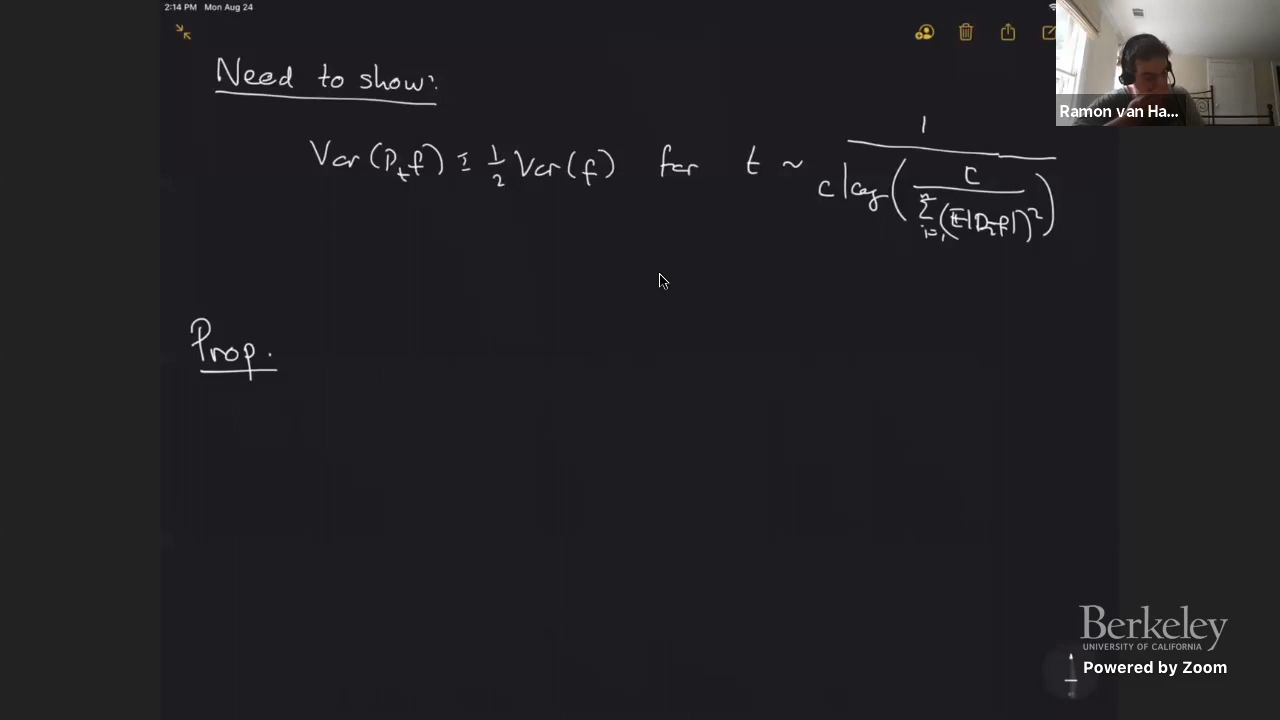 2:14 PM Mon Aug 24
Need to show:
Var(P_t f) ≤ 1/2 Var(f) for t ~ 1 / (c log(C / (Σ_{i=1}^n (E|D_i f|)^2)))
Ramon van Ha...
Prop.
Berkeley
UNIVERSITY OF CALIFORNIA
Powered by Zoom